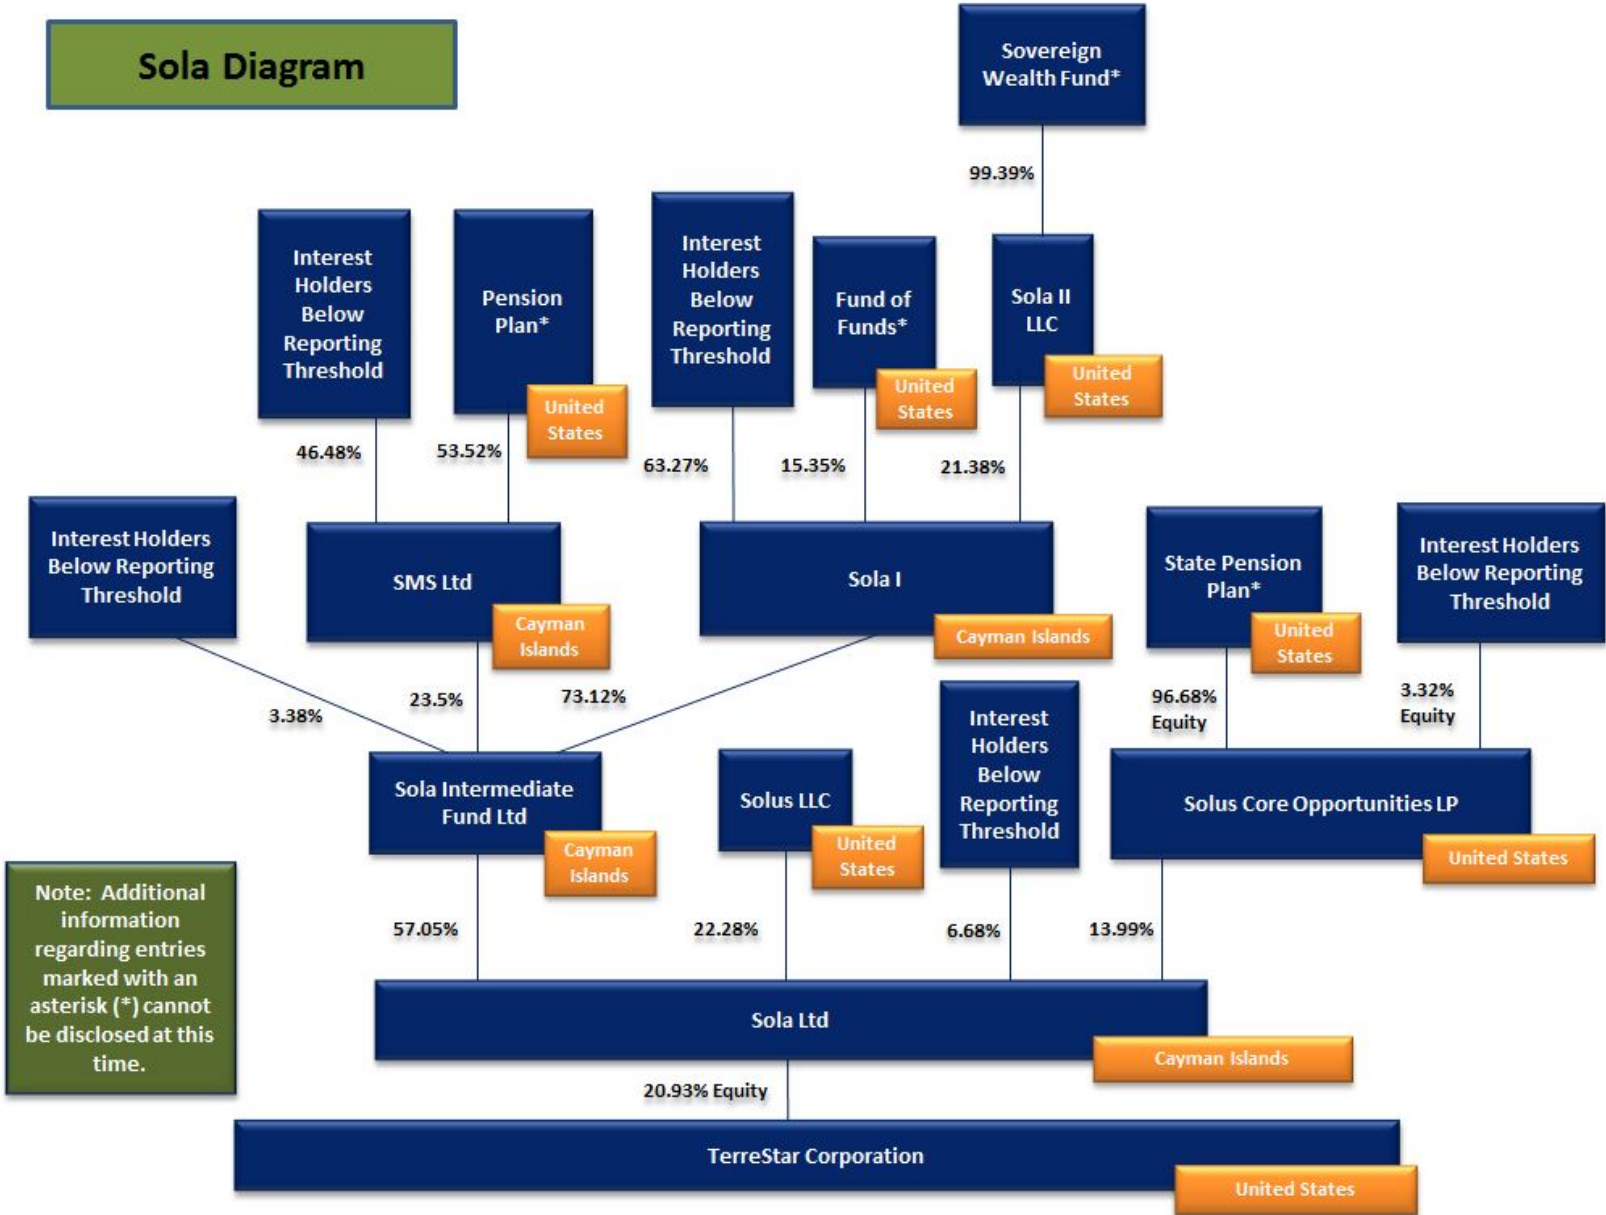 Sola Diagram
Sovereign
Wealth Fund*
99.39%
Interest
Holders
Below
Reporting
Threshold
Pension
Plan*
United
States
Interest
Holders
Below
Reporting
Threshold
Fund of
Funds*
United
States
Sola II
LLC
United
States
46.48%
53.52%
63.27%
15.35%
21.38%
Interest Holders
Below Reporting
Threshold
SMS Ltd
Cayman
Islands
Sola I
Cayman Islands
State Pension
Plan*
United
States
Interest Holders
Below Reporting
Threshold
3.38%
23.5%
73.12%
96.68%
Equity
3.32%
Equity
Sola Intermediate
Fund Ltd
Cayman
Islands
Solus LLC
United
States
Interest
Holders
Below
Reporting
Threshold
Solus Core Opportunities LP
United States
Note: Additional
information
regarding entries
marked with an
asterisk (*) cannot
be disclosed at this
time.
57.05%
22.28%
6.68%
13.99%
Sola Ltd
Cayman Islands
20.93% Equity
TerreStar Corporation
United States